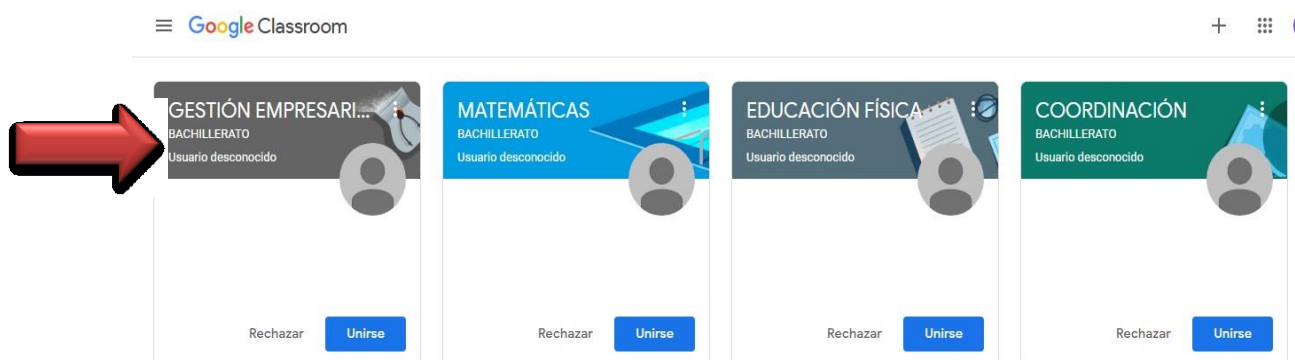 Google Classroom
GESTIÓN EMPRESARI...
BACHILLERATO
Usuario desconocido
Rechazar
Unirse
MATEMÁTICAS
BACHILLERATO
Usuario desconocido
Rechazar
Unirse
EDUCACIÓN FÍSICA
BACHILLERATO
Usuario desconocido
Rechazar
Unirse
COORDINACIÓN
BACHILLERATO
Usuario desconocido
Rechazar
Unirse